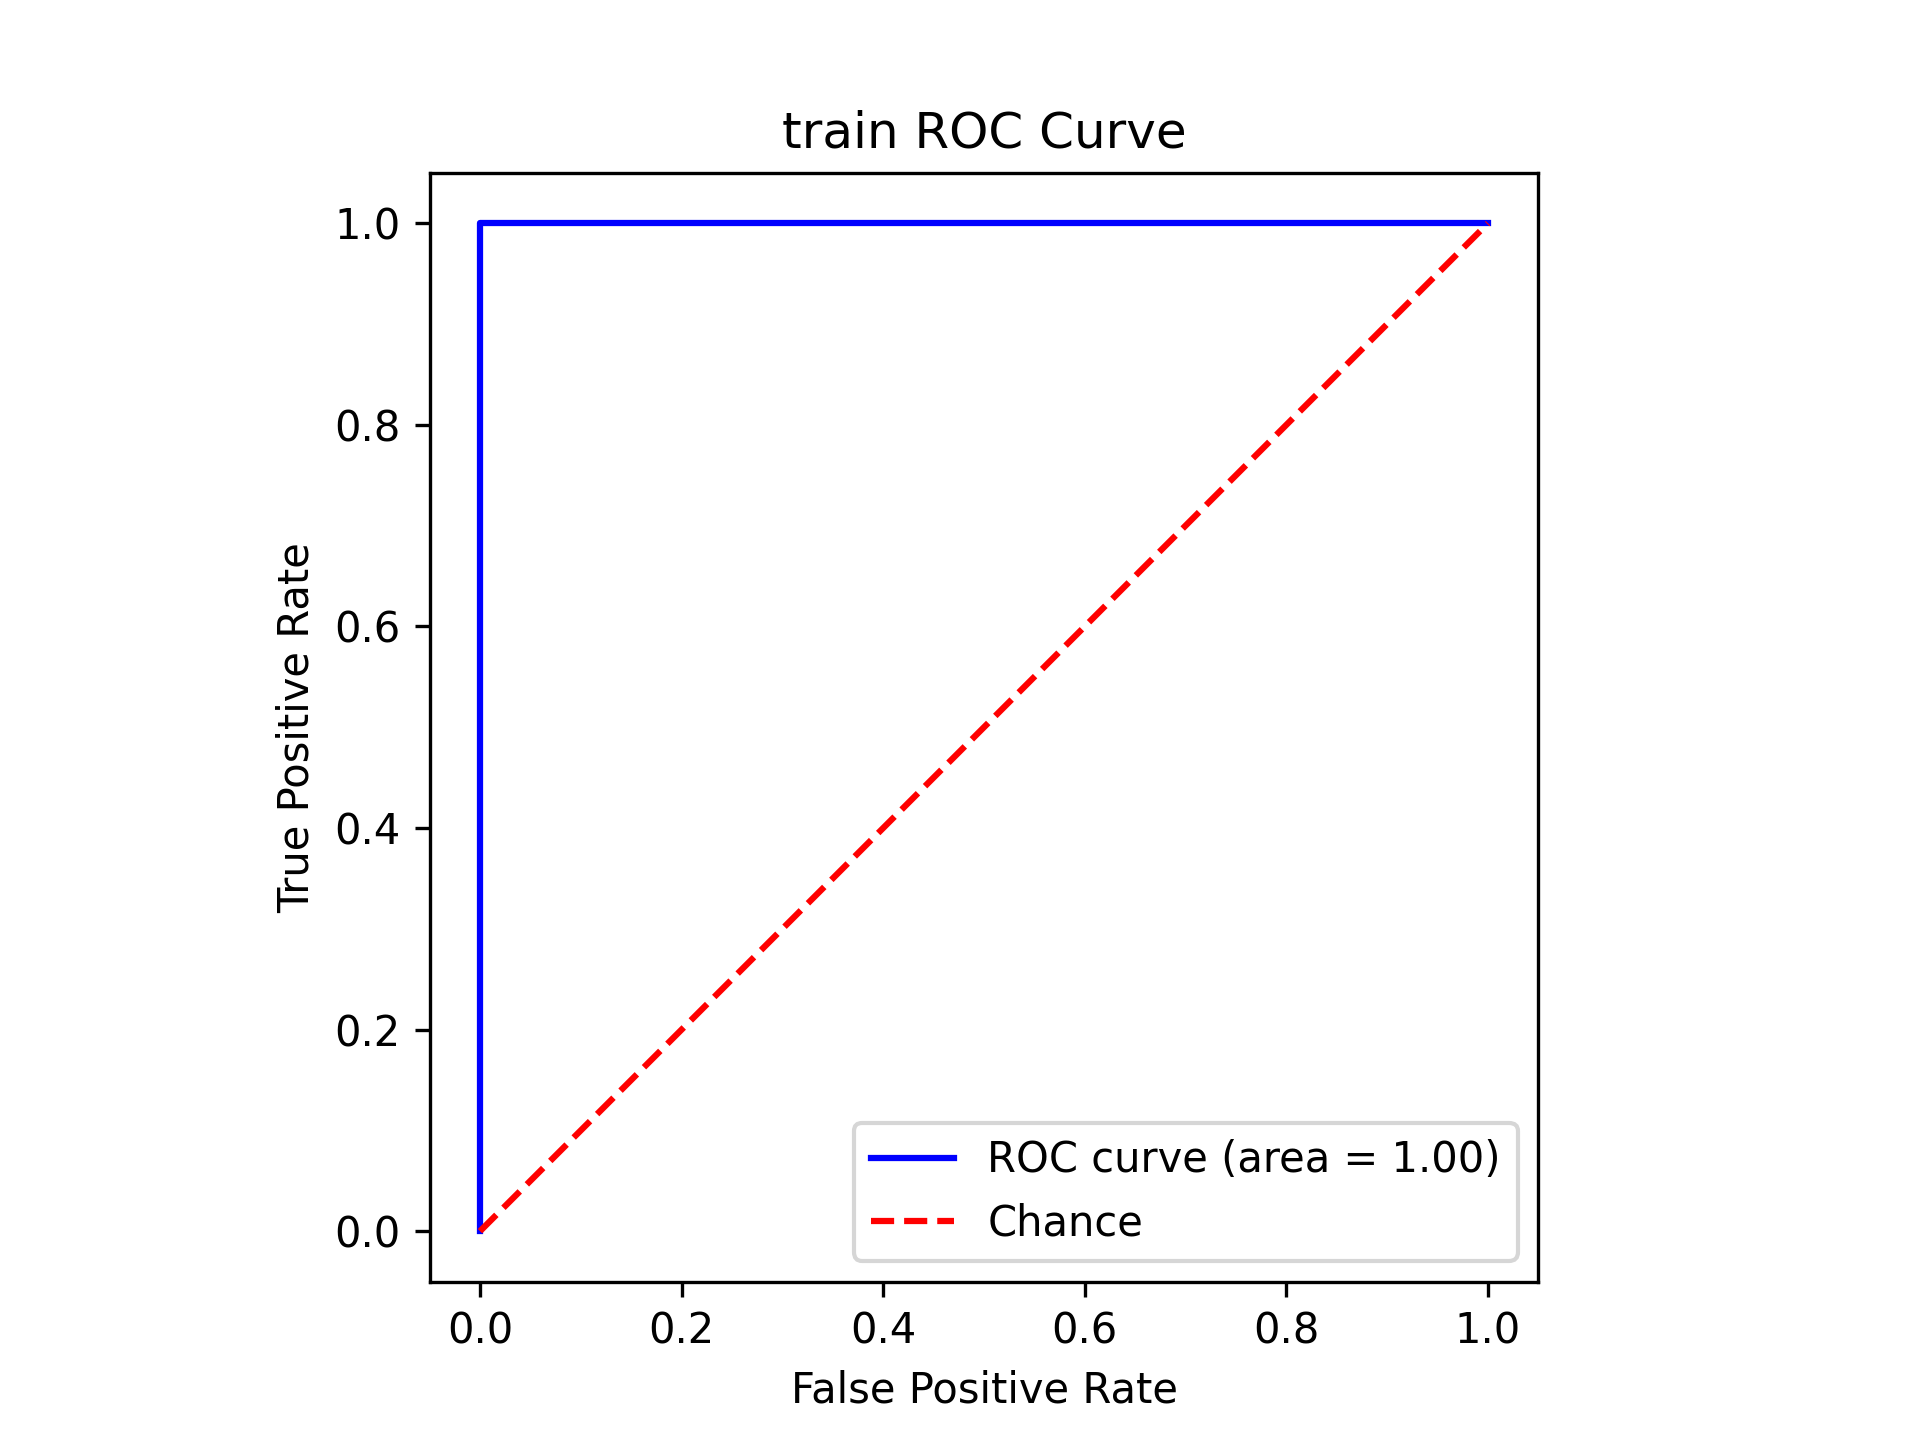 train ROC Curve
True Positive Rate
1.0
0.8
0.6
0.4
0.2
0.0
ROC curve (area = 1.00)
Chance
0.0 0.2 0.4 0.6 0.8 1.0
False Positive Rate